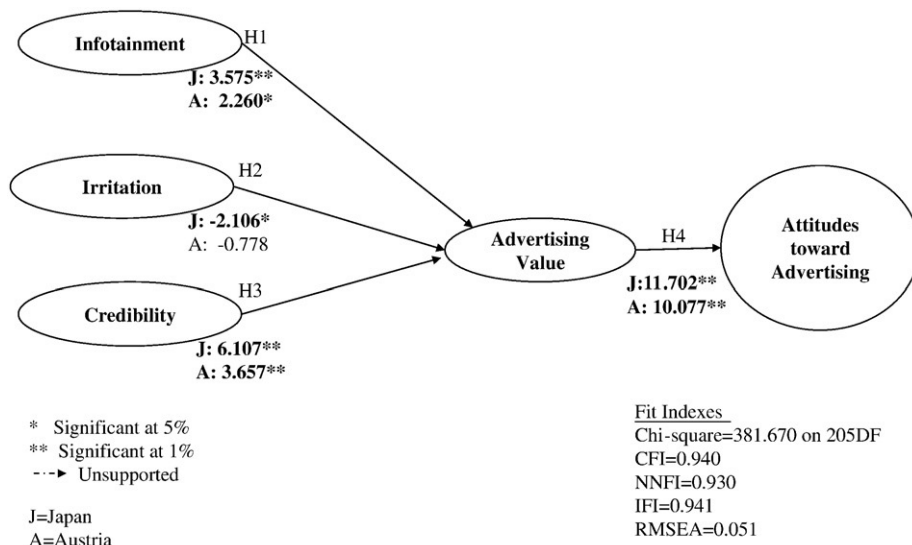 Infotainment
H1
J: 3.575**
A: 2.260*
Irritation
H2
J: -2.106*
A: -0.778
Credibility
H3
J: 6.107**
A: 3.657**
Advertising
Value
H4
J:11.702**
A: 10.077**
Attitudes
toward
Advertising
* Significant at 5%
** Significant at 1%
Unsupported
J=Japan
A=Austria
Fit Indexes
Chi-square=381.670 on 205DF
CFI=0.940
NNFI=0.930
IFI=0.941
RMSEA=0.051